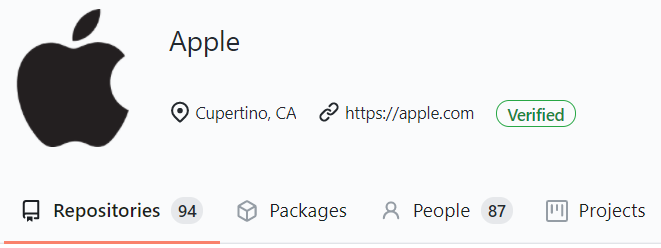 Apple
Cupertino, CA https://apple.com Verified
Repositories 94 Packages People 87 Projects